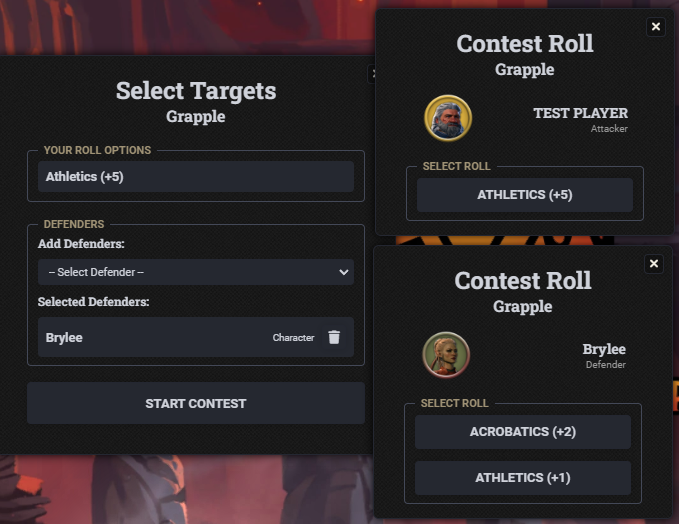 Select Targets
Grapple
YOUR ROLL OPTIONS
Athletics (+5)
DEFENDERS
Add Defenders:
-- Select Defender --
Selected Defenders:
Brylee
Character
START CONTEST
Contest Roll
Grapple
TEST PLAYER
Attacker
SELECT ROLL
ATHLETICS (+5)
Contest Roll
Grapple
Brylee
Defender
SELECT ROLL
ACROBATICS (+2)
ATHLETICS (+1)